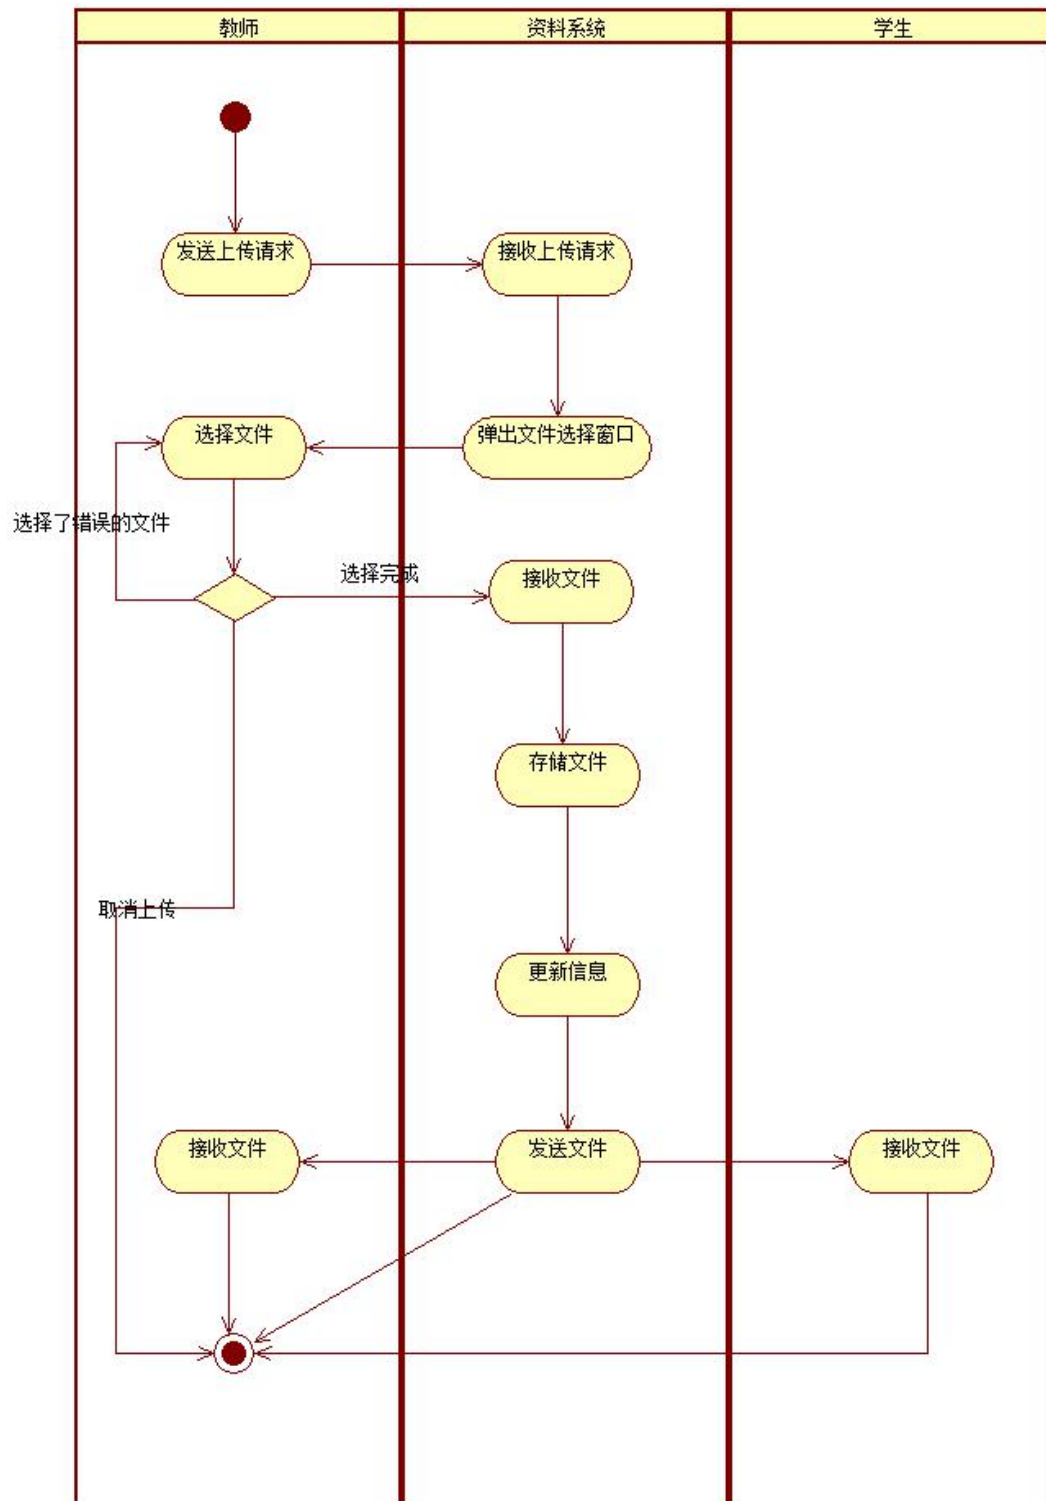 教师
资料系统
学生
发送上传请求
接收上传请求
选择文件
弹出文件选择窗口
选择了错误的文件
选择完成
接收文件
存储文件
取消上传
更新信息
接收文件
发送文件
接收文件